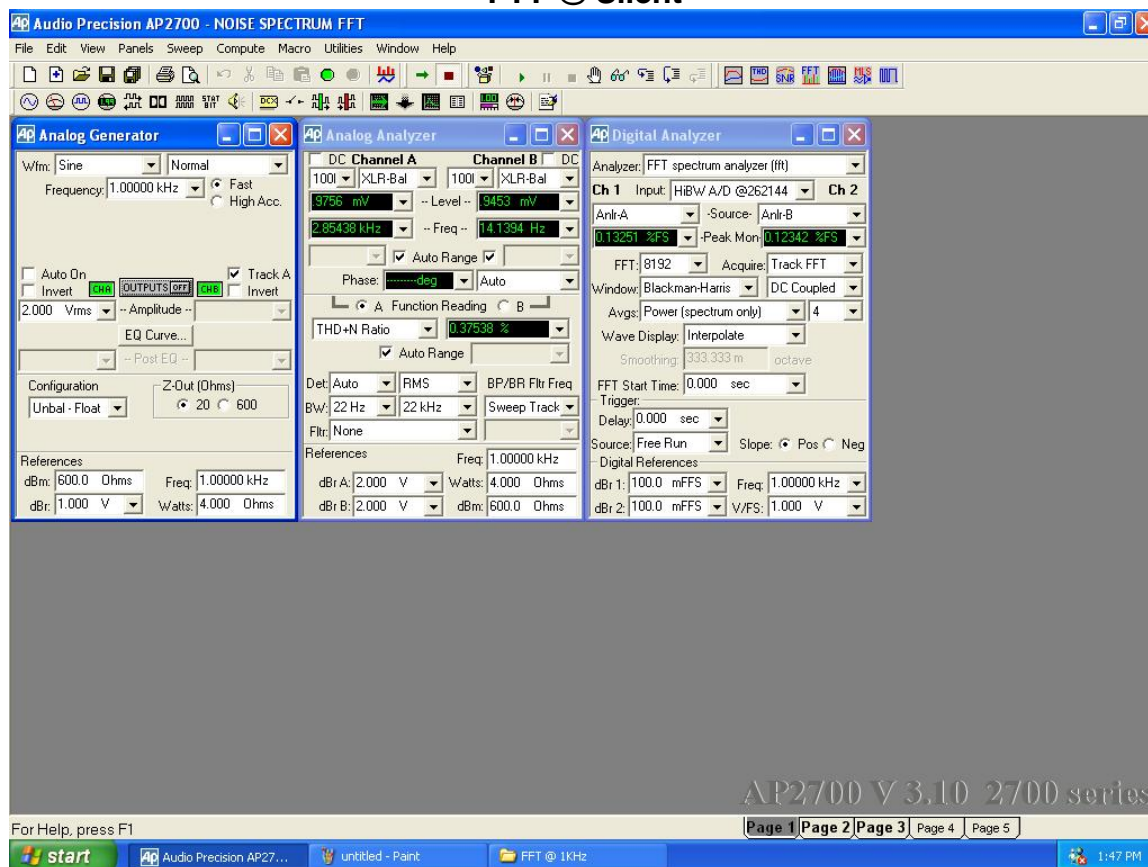 FFT @ Silent
Audio Precision AP2700 - NOISE SPECTRUM FFT
File Edit View Panels Sweep Compute Macro Utilities Window Help
THD SNR FFT MLS
STAT BIT DCX
Analog Generator
Wfm: Sine Normal
Frequency: 1.00000 kHz Fast
High Acc.
Auto On Track A
Invert CHA OUTPUTS OFF CHB Invert
2.000 Vrms -- Amplitude --
EQ Curve...
-- Post EQ --
Configuration Z-Out (Ohms)
Unbal - Float 20 600
References
dBm: 600.0 Ohms Freq: 1.00000 kHz
dBr: 1.000 V Watts: 4.000 Ohms
Analog Analyzer
DC Channel A Channel B DC
100l XLR-Bal 100l XLR-Bal
.9756 mV -- Level -- .9453 mV
2.85438 kHz -- Freq -- 14.1394 Hz
Auto Range
Phase: --------deg Auto
A Function Reading B
THD+N Ratio 0.37538 %
Auto Range
Det: Auto RMS BP/BR Fltr Freq
BW: 22 Hz 22 kHz Sweep Track
Fltr: None
References Freq: 1.00000 kHz
dBr A: 2.000 V Watts: 4.000 Ohms
dBr B: 2.000 V dBm: 600.0 Ohms
Digital Analyzer
Analyzer: FFT spectrum analyzer (fft)
Ch 1 Input: HiBW A/D @262144 Ch 2
Anlr-A -Source- Anlr-B
0.13251 %FS -Peak Mon- 0.12342 %FS
FFT: 8192 Acquire: Track FFT
Window: Blackman-Harris DC Coupled
Avgs: Power (spectrum only) 4
Wave Display: Interpolate
Smoothing: 333.333 m octave
FFT Start Time: 0.000 sec
Trigger:
Delay: 0.000 sec
Source: Free Run Slope: Pos Neg
Digital References
dBr 1: 100.0 mFFS Freq: 1.00000 kHz
dBr 2: 100.0 mFFS V/FS: 1.000 V
AP2700 V 3.10 2700 series
For Help, press F1
Page 1 Page 2 Page 3 Page 4 Page 5
start Audio Precision AP27... untitled - Paint FFT @ 1KHz 1:47 PM